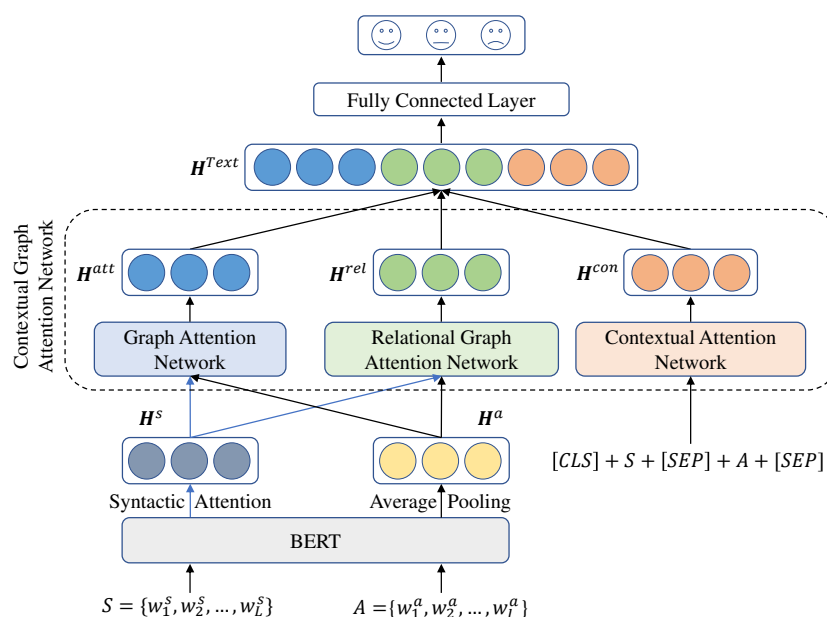 Fully Connected Layer
H^{Text}
Contextual Graph
Attention Network
H^{att}
H^{rel}
H^{con}
Graph Attention
Network
Relational Graph
Attention Network
Contextual Attention
Network
H^s
H^a
[CLS] + S + [SEP] + A + [SEP]
Syntactic Attention
Average Pooling
BERT
S = {w_1^s, w_2^s, ..., w_L^s}
A = {w_1^a, w_2^a, ..., w_l^a}